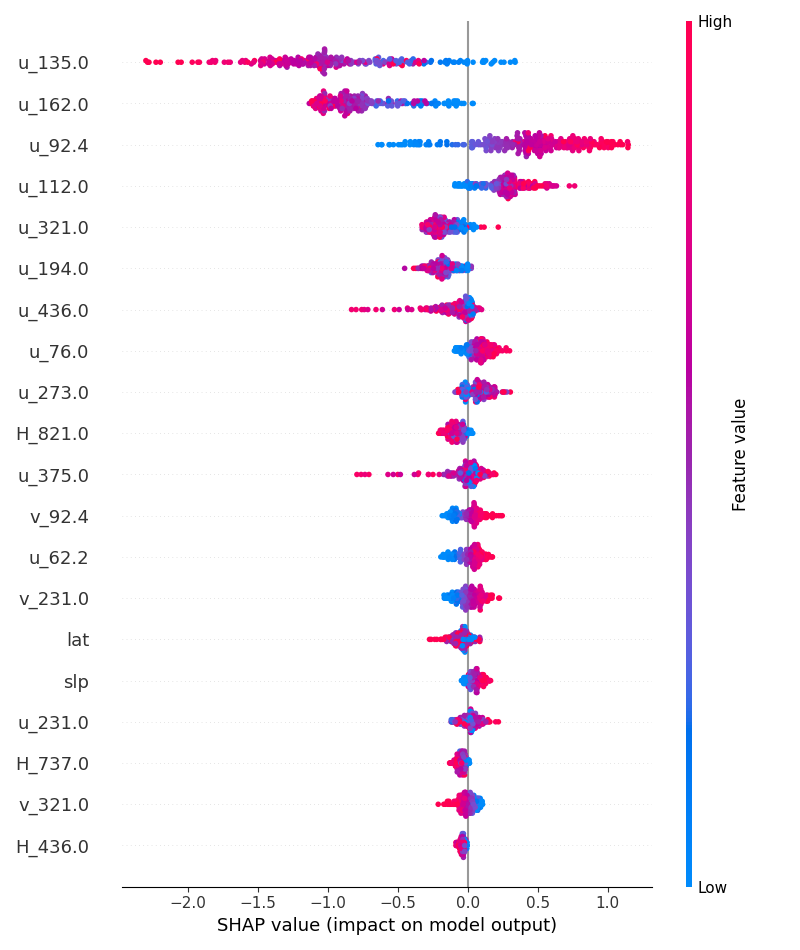 High
u_135.0
u_162.0
u_92.4
u_112.0
u_321.0
u_194.0
u_436.0
u_76.0
u_273.0
H_821.0
u_375.0
v_92.4
u_62.2
v_231.0
lat
slp
u_231.0
H_737.0
v_321.0
H_436.0
Feature value
Low
−2.0 −1.5 −1.0 −0.5 0.0 0.5 1.0
SHAP value (impact on model output)